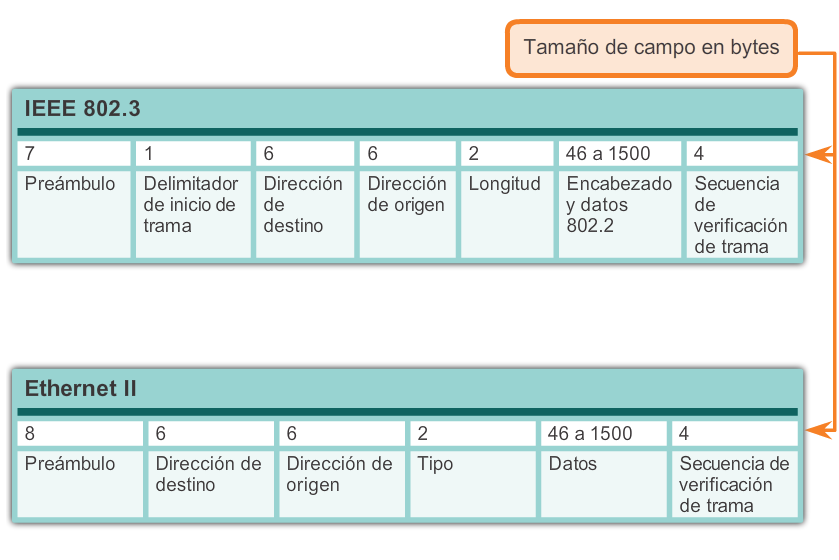 Tamaño de campo en bytes
IEEE 802.3
7 1 6 6 2 46 a 1500 4
Preámbulo Delimitador Dirección Dirección Longitud Encabezado Secuencia
de inicio de de de origen y datos de
trama destino 802.2 verificación
de trama
Ethernet II
8 6 6 2 46 a 1500 4
Preámbulo Dirección de Dirección de Tipo Datos Secuencia de
destino origen verificación
de trama